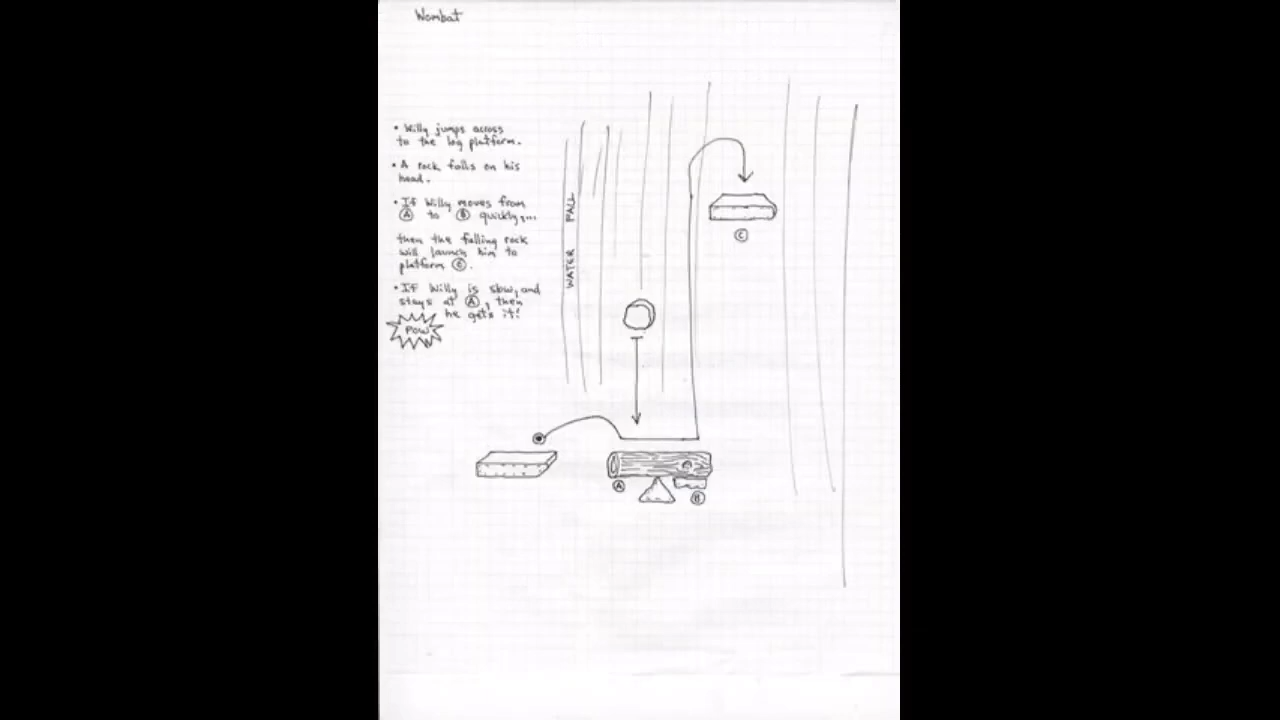 Wombat
• Willy jumps across
to the log platform.
• A rock falls on his
head.
• If Willy moves from
Ⓐ to Ⓑ quickly,...
then the falling rock
will launch him to
platform Ⓒ.
• If Willy is slow, and
stays at Ⓐ, then
he gets it!
POW
WATER FALL
Ⓒ
Ⓐ
Ⓑ